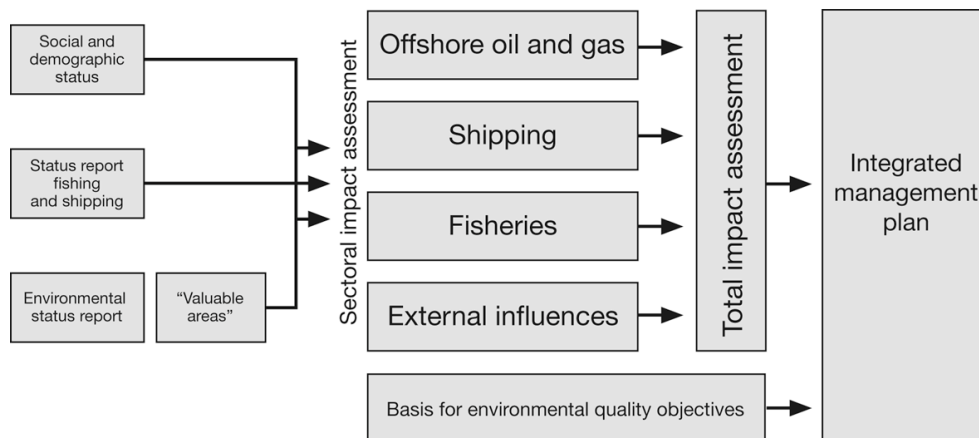 Social and
demographic
status
Status report
fishing
and shipping
Environmental
status report
“Valuable
areas”
Sectoral impact assessment
Offshore oil and gas
Shipping
Fisheries
External influences
Basis for environmental quality objectives
Total impact assessment
Integrated
management
plan